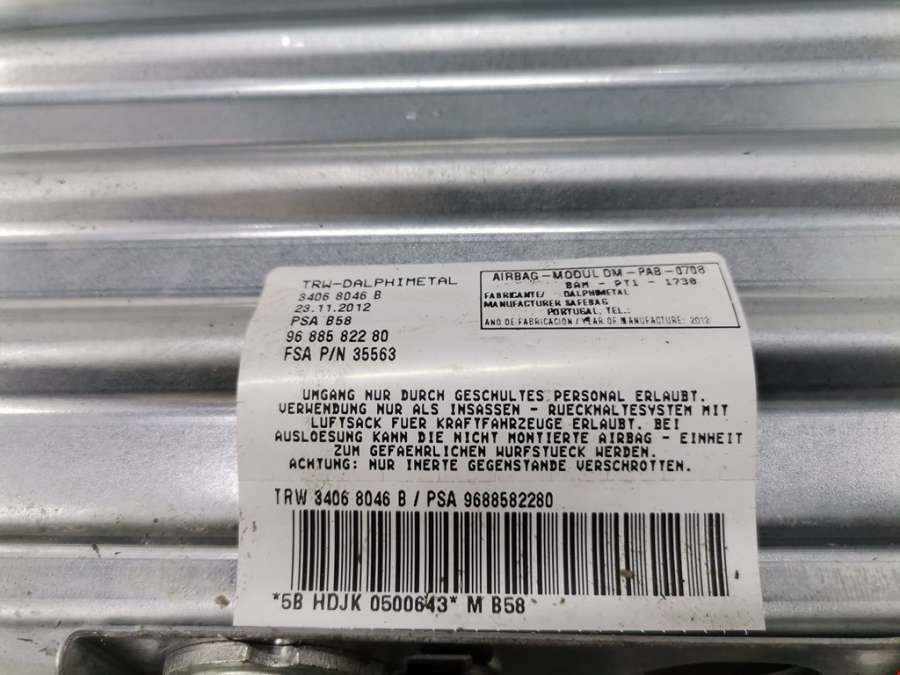 TRW-DALPHIMETAL
3406 8046 B
23.11.2012
PSA B58
96 885 822 80
FSA P/N 35563
AIRBAG-MODUL DM-PAB-0708
BAM - PT1 - 1730
FABRICANTE/ DALPHIMETAL
MANUFACTURER SAFEBAG
PORTUGAL, TEL.:
ANO DE FABRICACION / YEAR OF MANUFACTURE: 2012
UMGANG NUR DURCH GESCHULTES PERSONAL ERLAUBT.
VERWENDUNG NUR ALS INSASSEN - RUECKHALTESYSTEM MIT
LUFTSACK FUER KRAFTFAHRZEUGE ERLAUBT. BEI
AUSLOESUNG KANN DIE NICHT MONTIERTE AIRBAG - EINHEIT
ZUM GEFAEHRLICHEN WURFSTUECK WERDEN.
ACHTUNG: NUR INERTE GEGENSTANDE VERSCHROTTEN.
TRW 3406 8046 B / PSA 9688582280
*5B HDJK 0500643* M B58